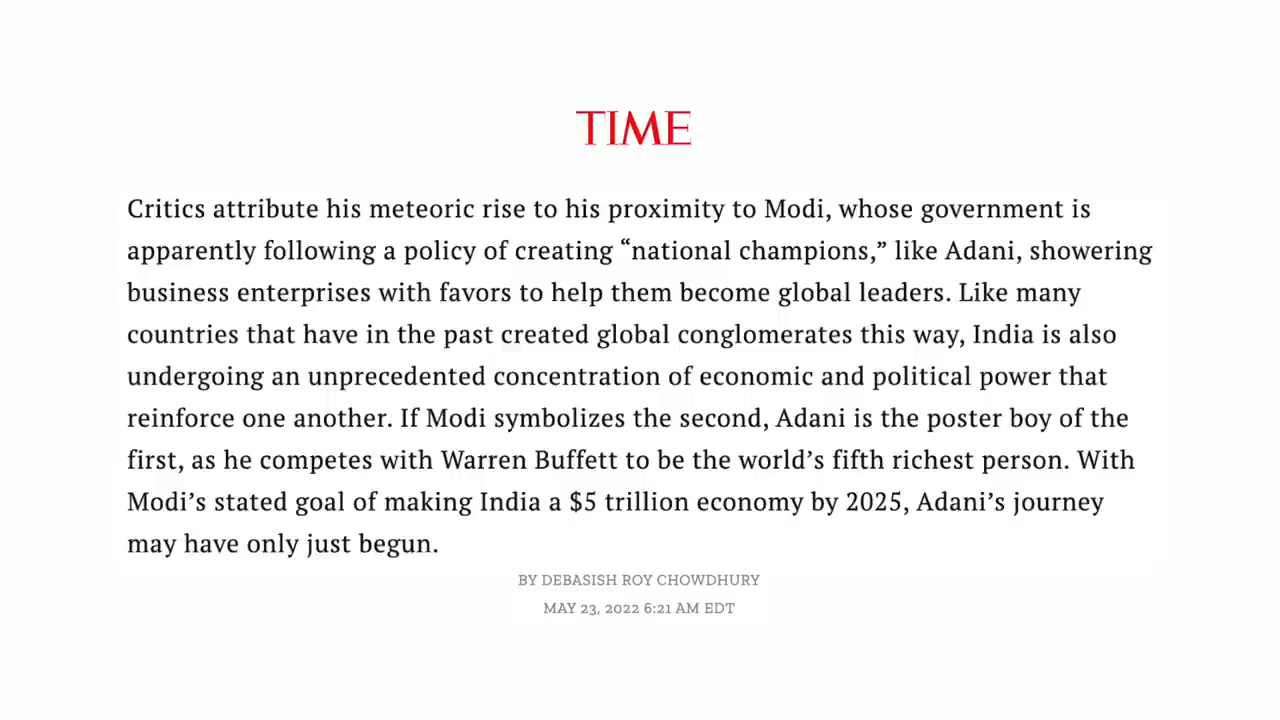 TIME
Critics attribute his meteoric rise to his proximity to Modi, whose government is
apparently following a policy of creating “national champions,” like Adani, showering
business enterprises with favors to help them become global leaders. Like many
countries that have in the past created global conglomerates this way, India is also
undergoing an unprecedented concentration of economic and political power that
reinforce one another. If Modi symbolizes the second, Adani is the poster boy of the
first, as he competes with Warren Buffett to be the world’s fifth richest person. With
Modi’s stated goal of making India a $5 trillion economy by 2025, Adani’s journey
may have only just begun.
BY DEBASISH ROY CHOWDHURY
MAY 23, 2022 6:21 AM EDT